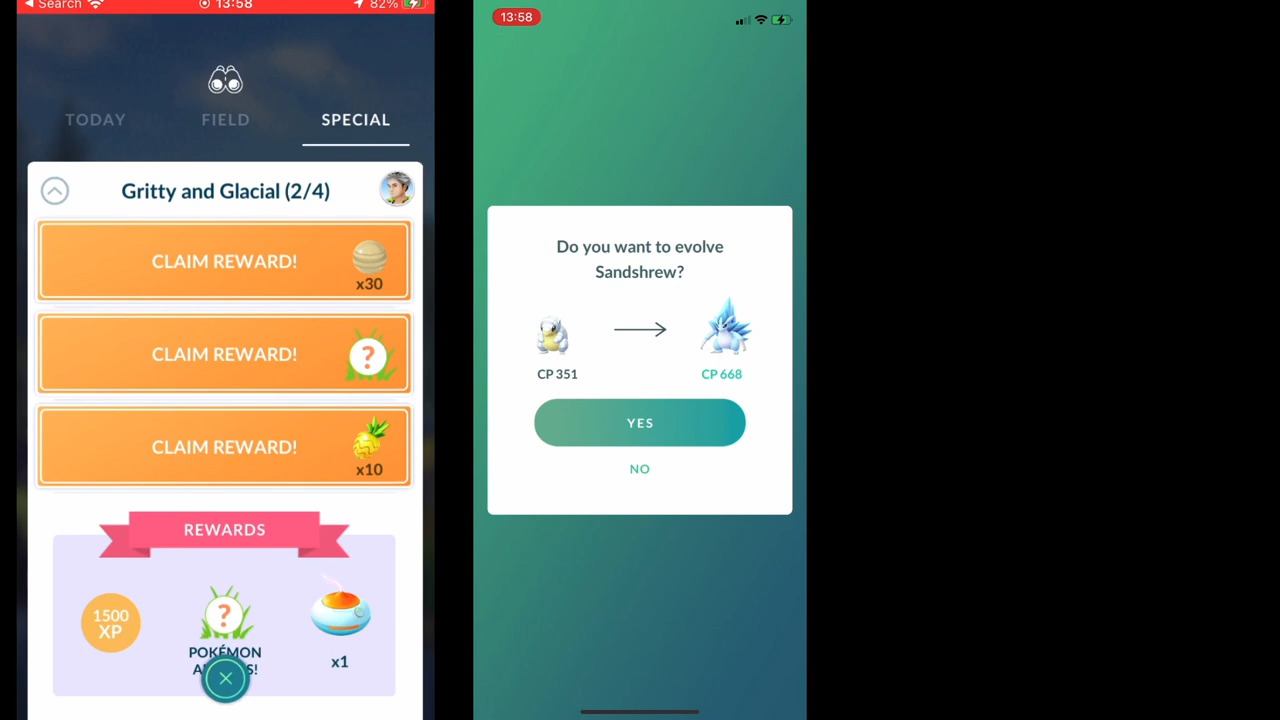 Search
13:58
82%
TODAY
FIELD
SPECIAL
Gritty and Glacial (2/4)
CLAIM REWARD!
x30
CLAIM REWARD!
?
CLAIM REWARD!
x10
REWARDS
1500
XP
?
POKÉMON
x1
13:58
Do you want to evolve
Sandshrew?
CP 351
CP 668
YES
NO